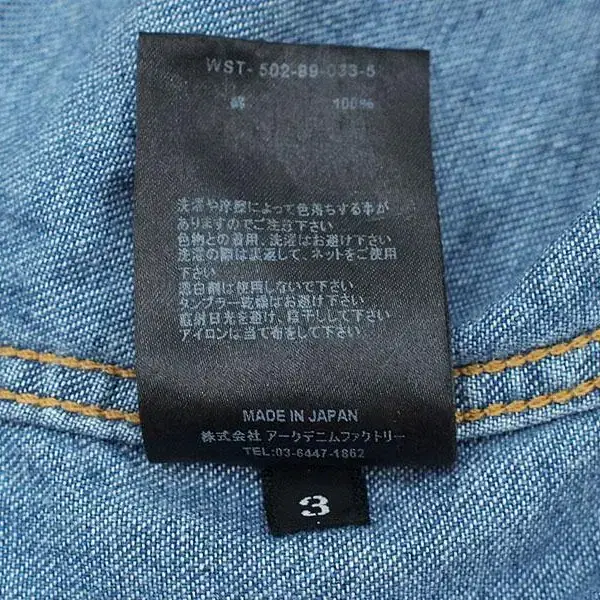 WST-502-89-033-5
綿 100%
洗濯や摩擦によって色落ちする事が
ありますのでご注意下さい
色物との着用、洗濯はお避け下さい
洗濯の際は裏返して、ネットをご使用
下さい
蛍白剤は使用しないで下さい
タンブラー乾燥はお避け下さい
直射日光を避け、陰干しして下さい
アイロンは当て布をして下さい
MADE IN JAPAN
株式会社 アークデニムファクトリー
TEL:03-6447-1862
3